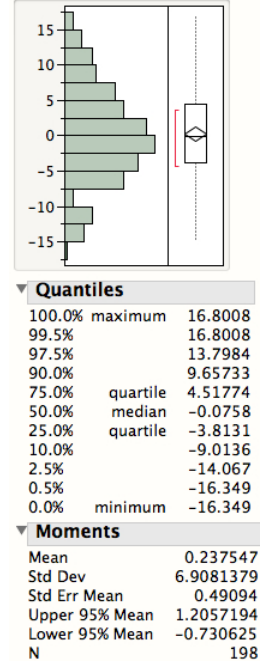 15
10
5
0
-5
-10
-15
Quantiles
100.0% maximum 16.8008
99.5% 16.8008
97.5% 13.7984
90.0% 9.65733
75.0% quartile 4.51774
50.0% median -0.0758
25.0% quartile -3.8131
10.0% -9.0136
2.5% -14.067
0.5% -16.349
0.0% minimum -16.349
Moments
Mean 0.237547
Std Dev 6.9081379
Std Err Mean 0.49094
Upper 95% Mean 1.2057194
Lower 95% Mean -0.730625
N 198